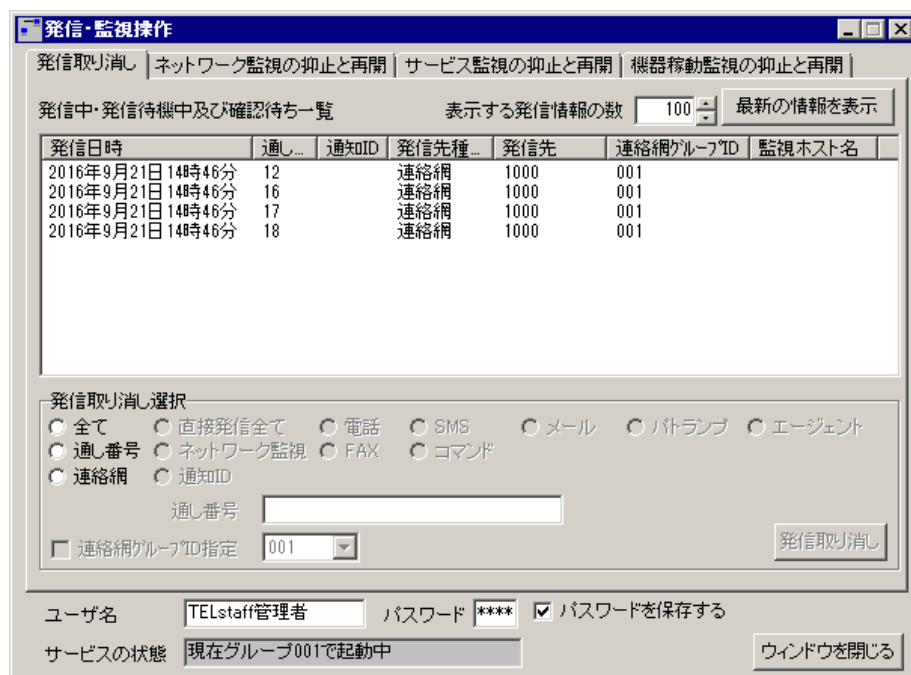 発信・監視操作
発信取り消し ネットワーク監視の抑止と再開 サービス監視の抑止と再開 機器稼動監視の抑止と再開
発信中・発信待機中及び確認待ち一覧 表示する発信情報の数 100 最新の情報を表示
発信日時 通し... 通知ID 発信先種... 発信先 連絡網グループID 監視ホスト名
2016年9月21日 14時46分 12 連絡網 1000 001
2016年9月21日 14時46分 16 連絡網 1000 001
2016年9月21日 14時46分 17 連絡網 1000 001
2016年9月21日 14時46分 18 連絡網 1000 001
発信取り消し選択
全て 直接発信全て 電話 SMS メール パトランプ エージェント
通し番号 ネットワーク監視 FAX コマンド
連絡網 通知ID
通し番号
連絡網グループID指定 001 発信取り消し
ユーザ名 TELstaff管理者 パスワード **** パスワードを保存する
サービスの状態 現在グループ001で起動中 ウィンドウを閉じる